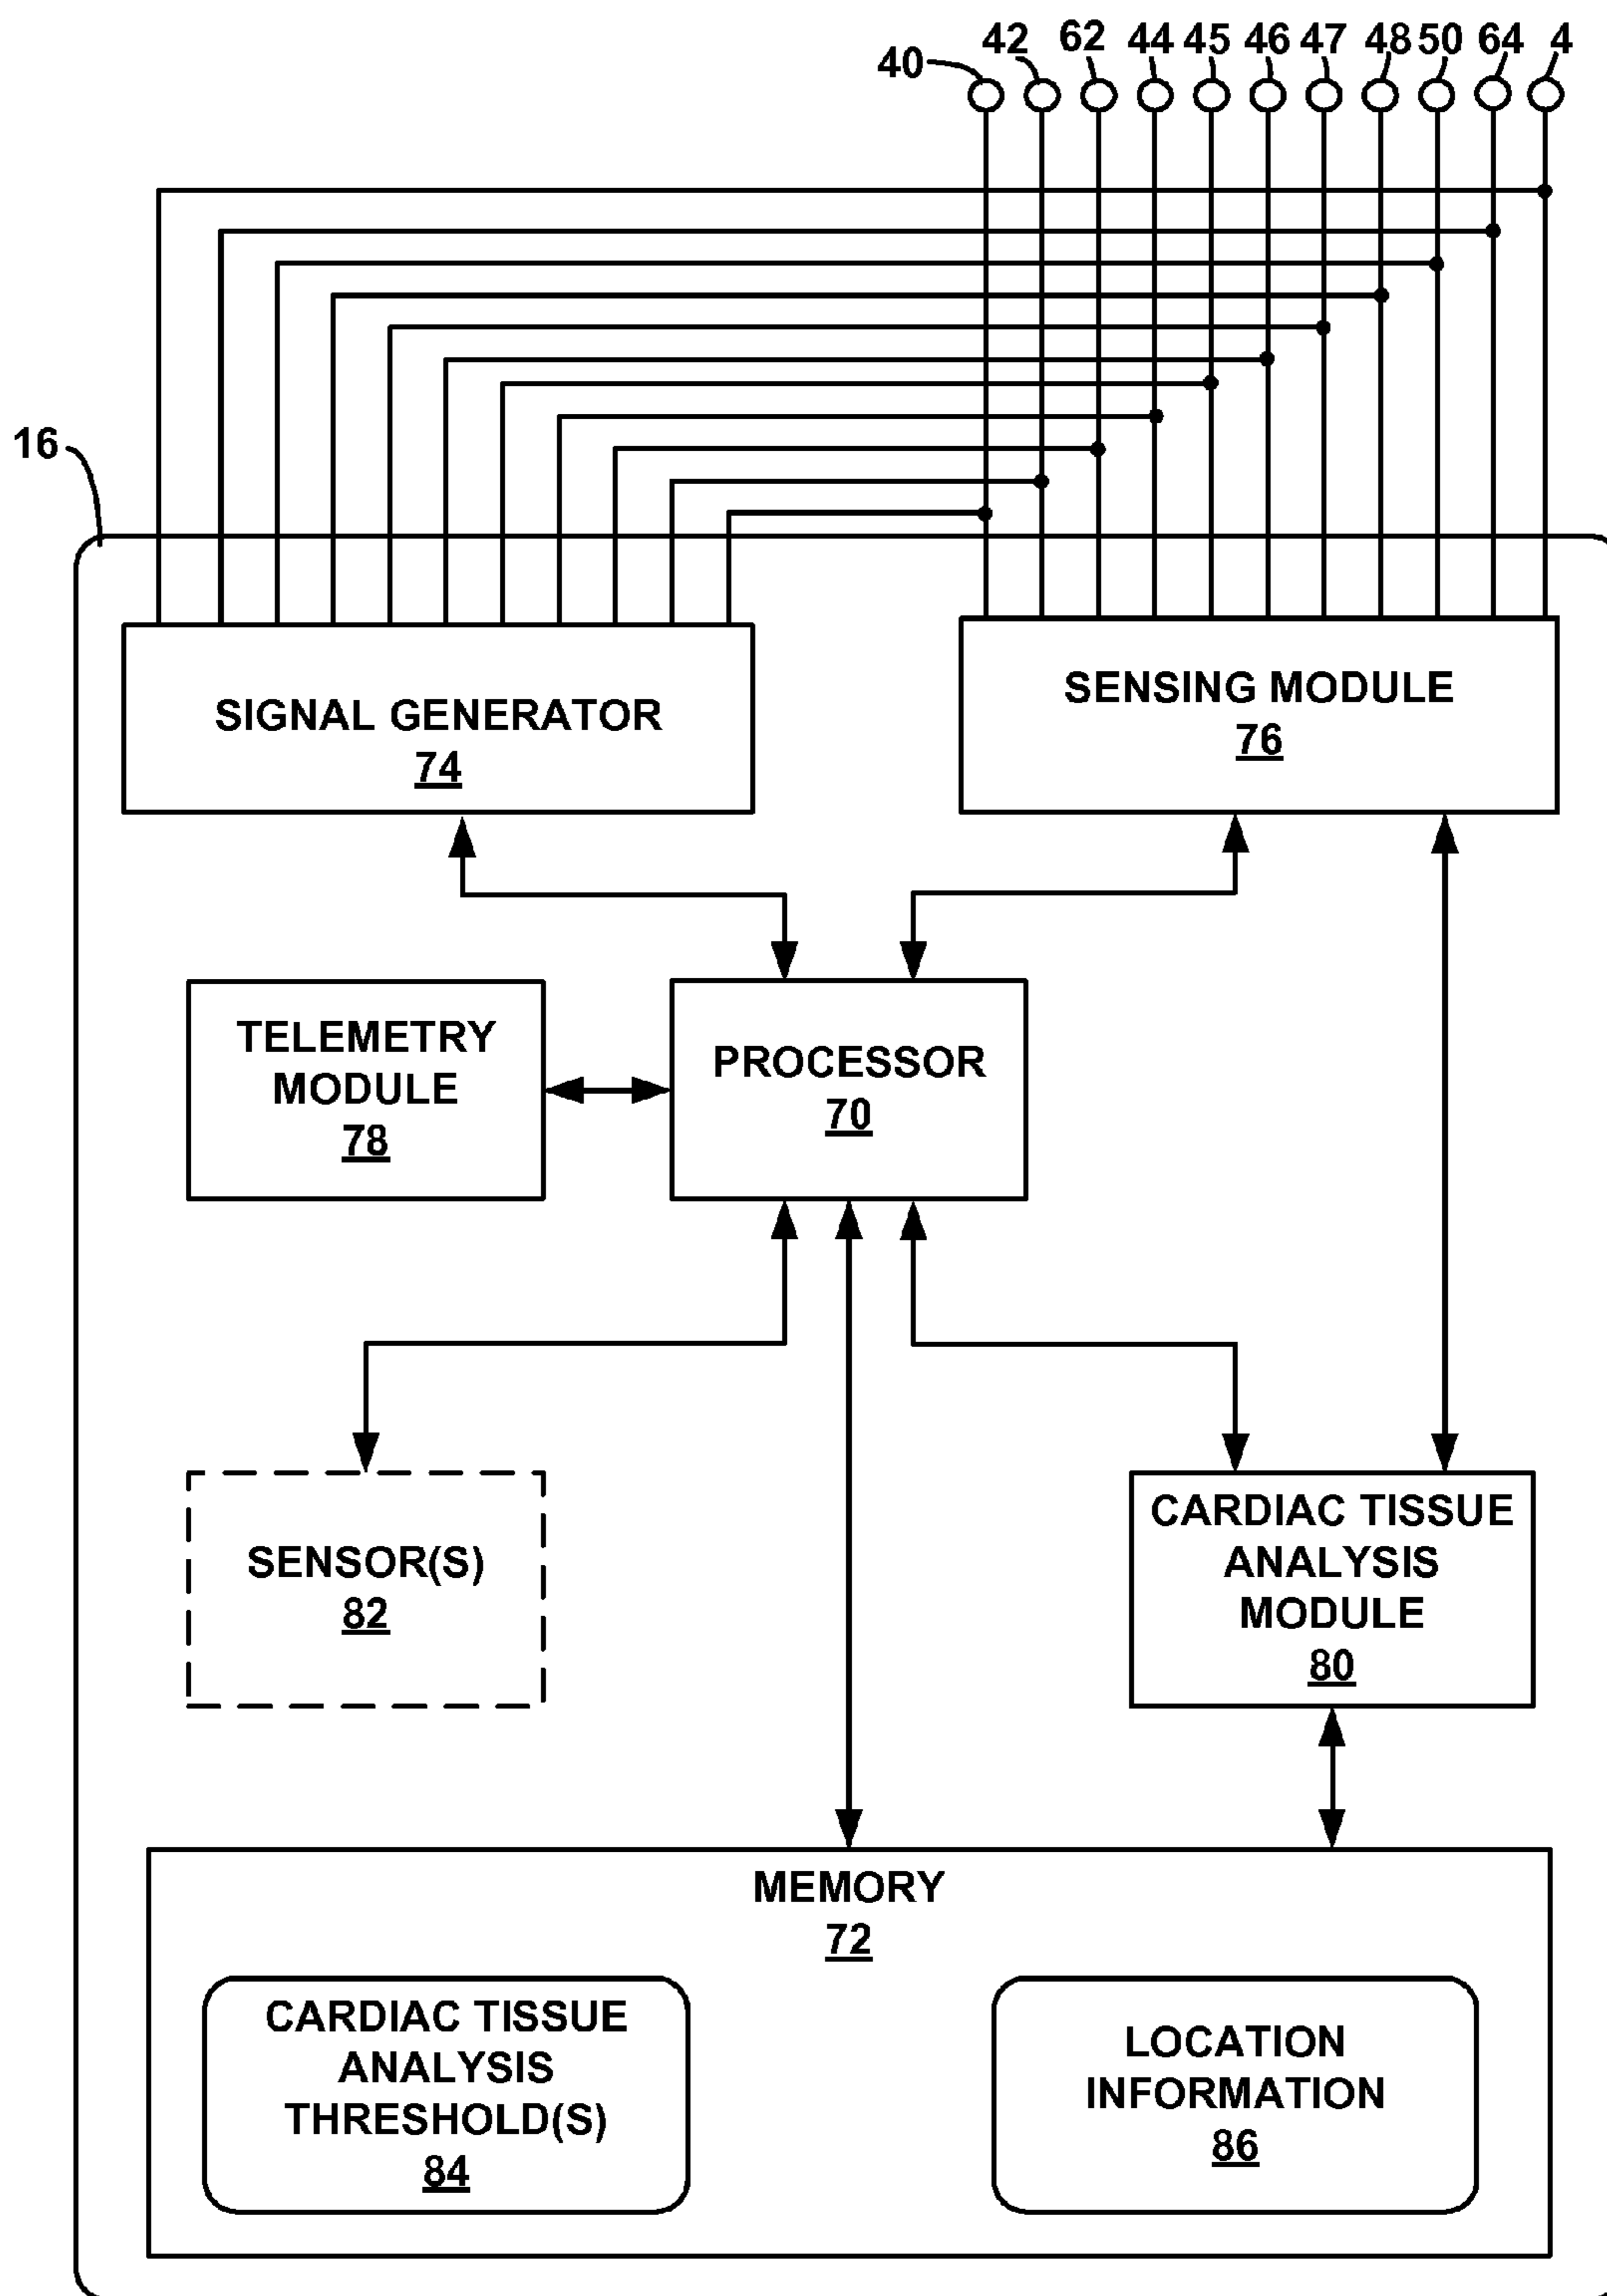 40 42 62 44 45 46 47 48 50 64 4
16
SIGNAL GENERATOR
74
SENSING MODULE
76
TELEMETRY
MODULE
78
PROCESSOR
70
SENSOR(S)
82
CARDIAC TISSUE
ANALYSIS
MODULE
80
MEMORY
72
CARDIAC TISSUE
ANALYSIS
THRESHOLD(S)
84
LOCATION
INFORMATION
86